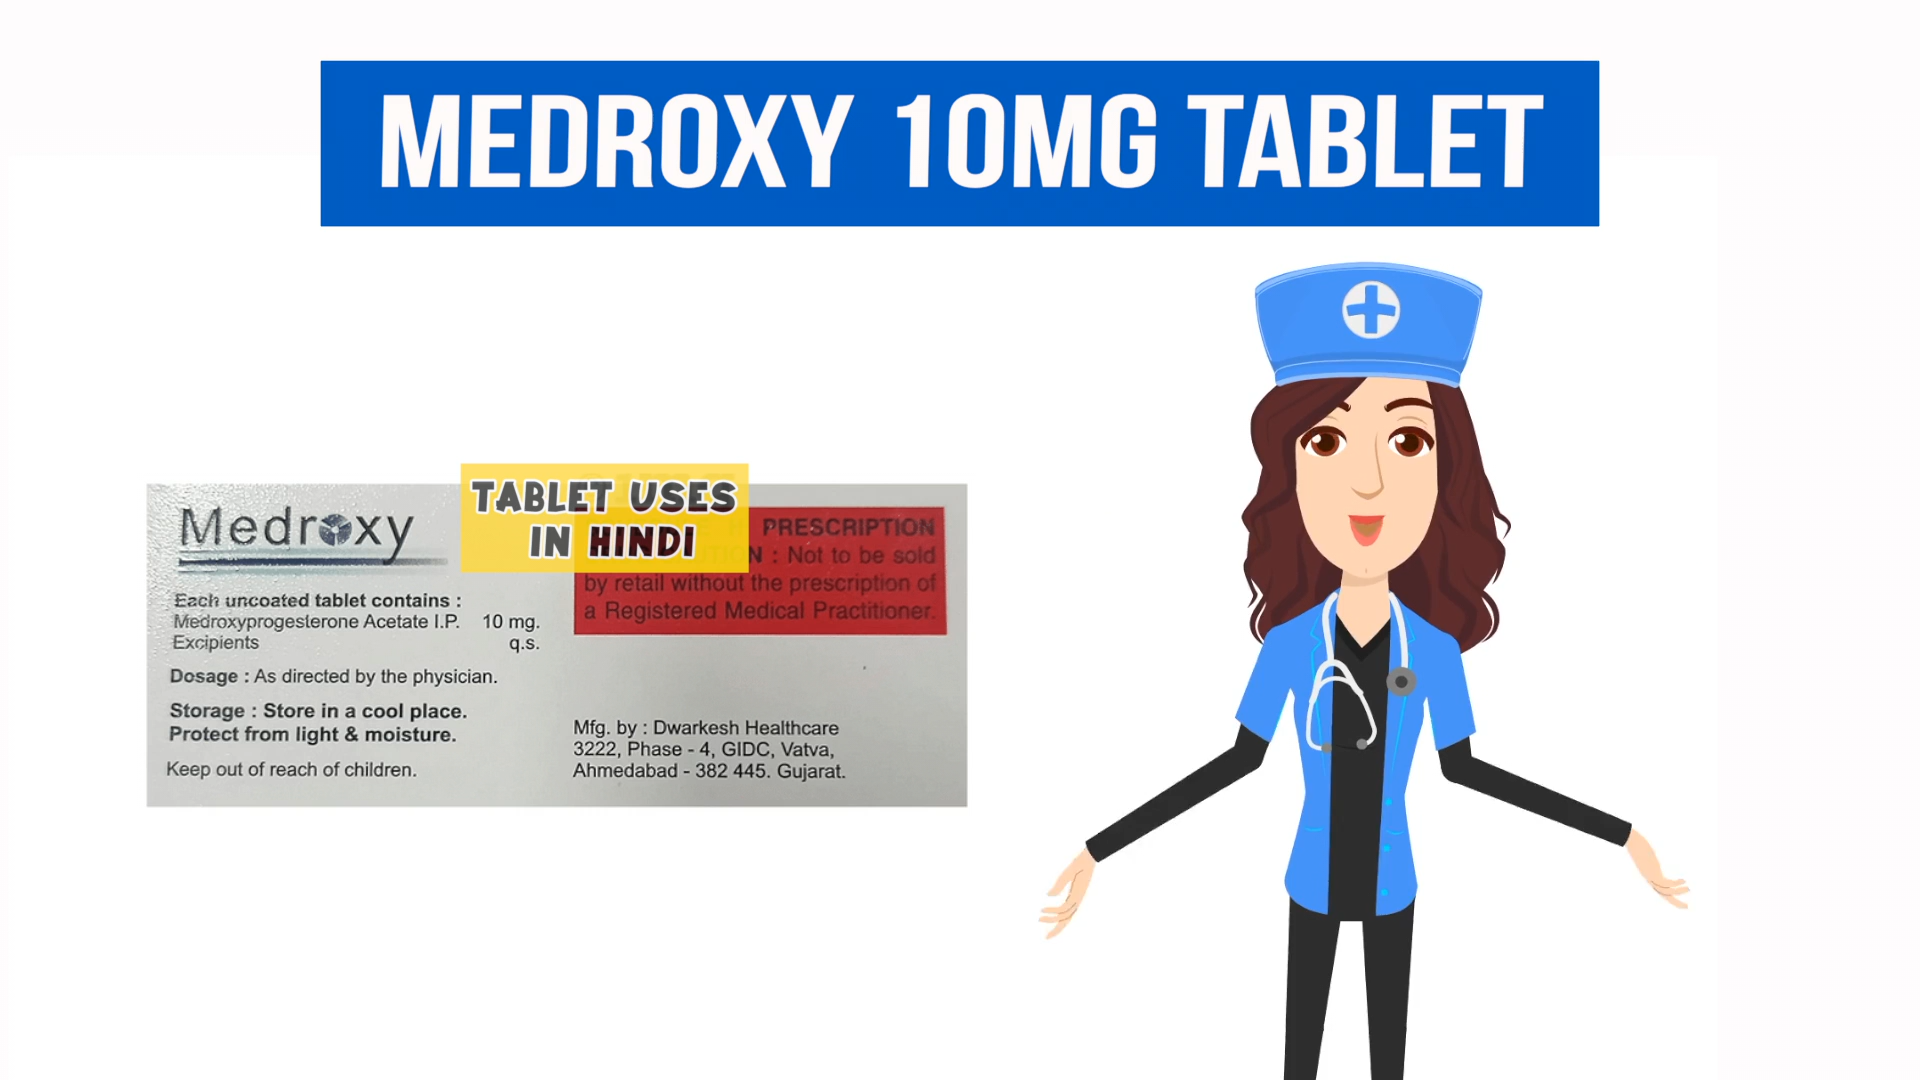 MEDROXY 10MG TABLET
TABLET USES
IN HINDI
Medroxy
Each uncoated tablet contains :
Medroxyprogesterone Acetate I.P. 10 mg.
Excipients q.s.
Dosage : As directed by the physician.
Storage : Store in a cool place.
Protect from light & moisture.
Keep out of reach of children.
PRESCRIPTION
: Not to be sold
by retail without the prescription of
a Registered Medical Practitioner.
Mfg. by : Dwarkesh Healthcare
3222, Phase - 4, GIDC, Vatva,
Ahmedabad - 382 445. Gujarat.